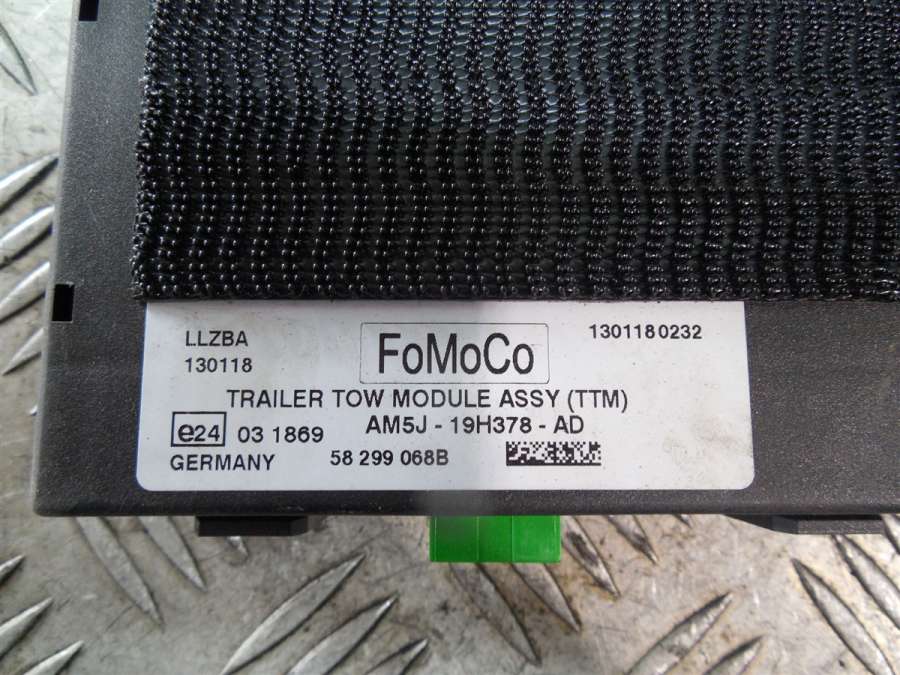 LLZBA
130118
FoMoCo
1301180232
TRAILER TOW MODULE ASSY (TTM)
e24 03 1869
AM5J - 19H378 - AD
GERMANY
58 299 068B